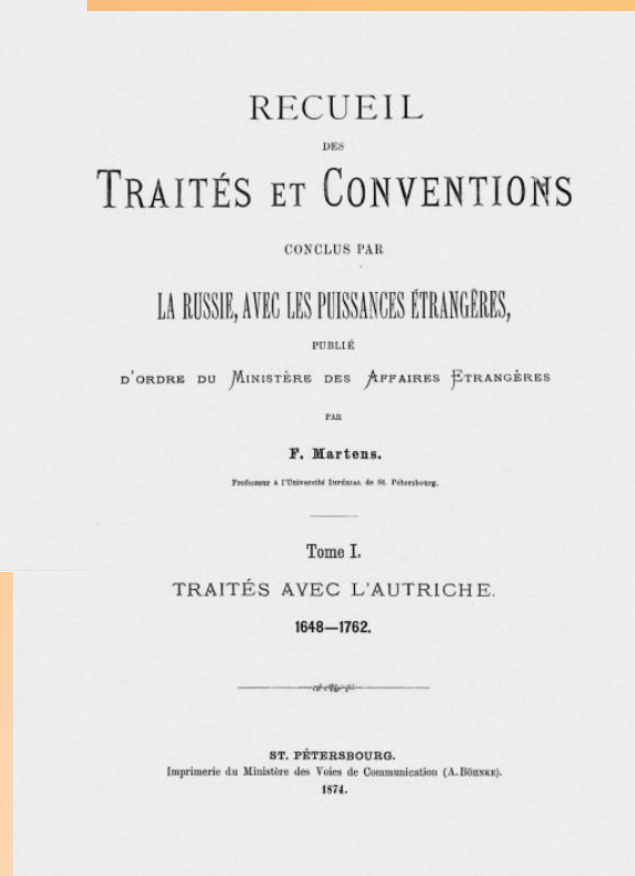 RECUEIL
DES
TRAITÉS ET CONVENTIONS
CONCLUS PAR
LA RUSSIE, AVEC LES PUISSANCES ÉTRANGÈRES,
PUBLIÉ
D'ORDRE DU MINISTÈRE DES AFFAIRES ETRANGÈRES
PAR
F. Martens.
Professeur à l'Université IMPÉRIAL de St. Pétersbourg.
Tome I.
TRAITÉS AVEC L'AUTRICHE.
1648—1762.
ST. PÉTERSBOURG.
Imprimerie du Ministère des Voies de Communication (A. BÖHNKE).
1874.